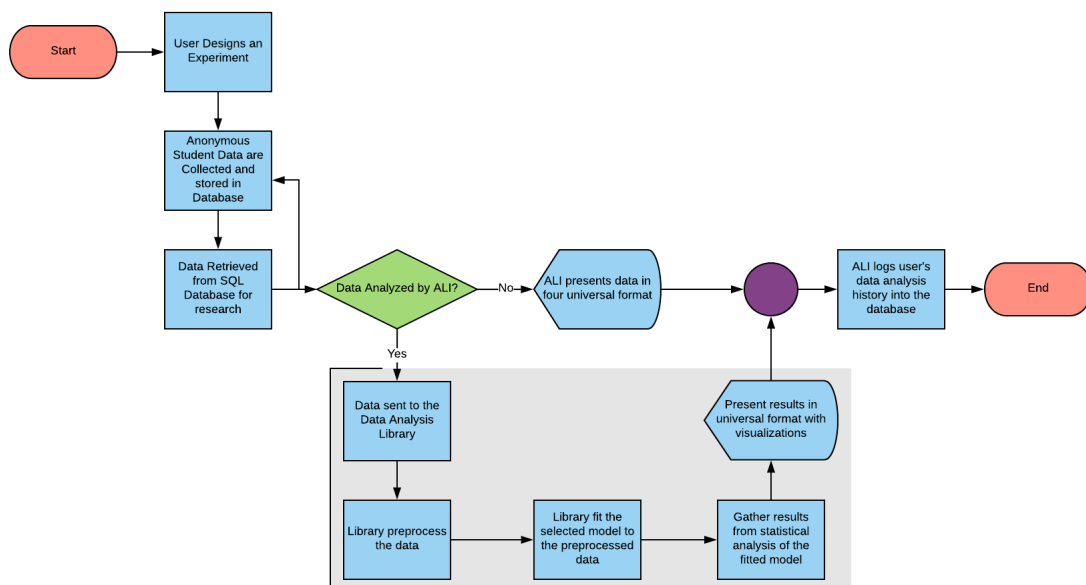 Start
User Designs an
Experiment
Anonymous
Student Data are
Collected and
stored in
Database
Data Retrieved
from SQL
Database for
research
Data Analyzed by ALI?
No
ALI presents data in
four universal format
ALI logs user's
data analysis
history into the
database
End
Yes
Data sent to the
Data Analysis
Library
Library preprocess
the data
Library fit the
selected model to
the preprocessed
data
Gather results
from statistical
analysis of the
fitted model
Present results in
universal format with
visualizations